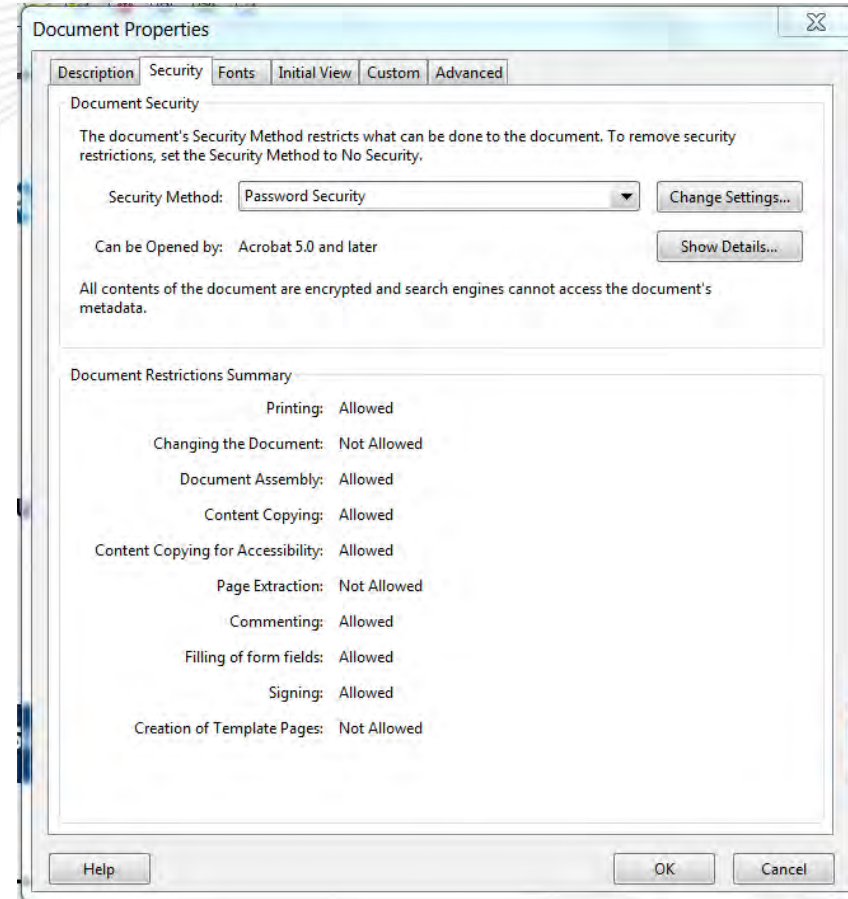 Document Properties
Description Security Fonts Initial View Custom Advanced
Document Security
The document's Security Method restricts what can be done to the document. To remove security
restrictions, set the Security Method to No Security.
Security Method: Password Security Change Settings...
Can be Opened by: Acrobat 5.0 and later Show Details...
All contents of the document are encrypted and search engines cannot access the document's
metadata.
Document Restrictions Summary
Printing: Allowed
Changing the Document: Not Allowed
Document Assembly: Allowed
Content Copying: Allowed
Content Copying for Accessibility: Allowed
Page Extraction: Not Allowed
Commenting: Allowed
Filling of form fields: Allowed
Signing: Allowed
Creation of Template Pages: Not Allowed
Help OK Cancel